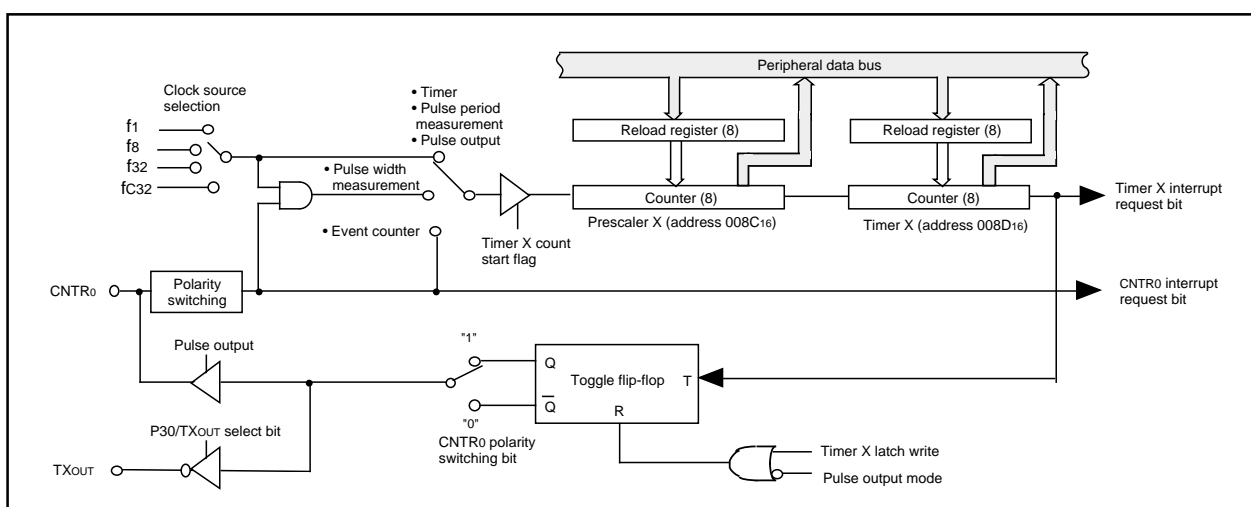 Peripheral data bus
Clock source
selection
f1
f8
f32
fC32
• Timer
• Pulse period
measurement
• Pulse output
Reload register (8)
Reload register (8)
• Pulse width
measurement
Counter (8)
Counter (8)
Timer X interrupt
request bit
Prescaler X (address 008C16)
Timer X (address 008D16)
• Event counter
Timer X count
start flag
CNTR0
Polarity
switching
CNTR0 interrupt
request bit
Pulse output
"1"
Q
Toggle flip-flop
T
Q
R
"0"
CNTR0 polarity
switching bit
P30/TXOUT select bit
TXOUT
Timer X latch write
Pulse output mode